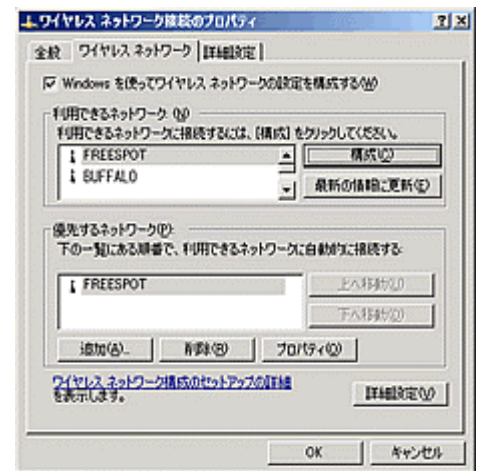 ワイヤレス ネットワーク接続のプロパティ
全般 ワイヤレス ネットワーク 詳細設定
Windows を使ってワイヤレス ネットワークの設定を構成する(W)
利用できるネットワーク (N)
利用できるネットワークに接続するには、[構成] をクリックしてください。
FREESPOT
BUFFALO
構成(C)
最新の情報に更新(E)
優先するネットワーク(P):
下の一覧にある順番で、利用できるネットワークに自動的に接続する:
FREESPOT
上へ移動(U)
下へ移動(D)
追加(A)... 削除(R) プロパティ(O)
ワイヤレス ネットワーク構成のセットアップの詳細
を表示します。
詳細設定(V)
OK キャンセル